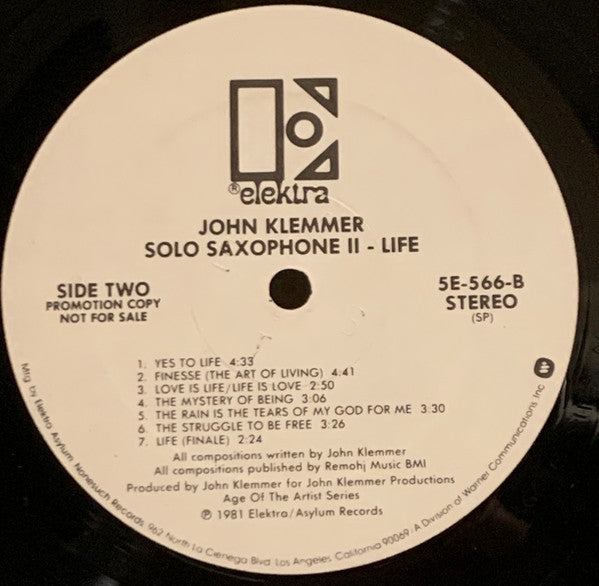 ® elektra
JOHN KLEMMER
SOLO SAXOPHONE II - LIFE
SIDE TWO
PROMOTION COPY
NOT FOR SALE
5E-566-B
STEREO
(SP)
1. YES TO LIFE 4:33
2. FINESSE (THE ART OF LIVING) 4:41
3. LOVE IS LIFE/LIFE IS LOVE 2:50
4. THE MYSTERY OF BEING 3:06
5. THE RAIN IS THE TEARS OF MY GOD FOR ME 3:30
6. THE STRUGGLE TO BE FREE 3:26
7. LIFE (FINALE) 2:24
All compositions written by John Klemmer
All compositions published by Remohj Music BMI
Produced by John Klemmer for John Klemmer Productions
Age Of The Artist Series
℗ 1981 Elektra/Asylum Records
Mfg by Elektra Asylum Nonesuch Records 962 North La Cienega Blvd Los Angeles California 90069 · A Division of Warner Communications Inc